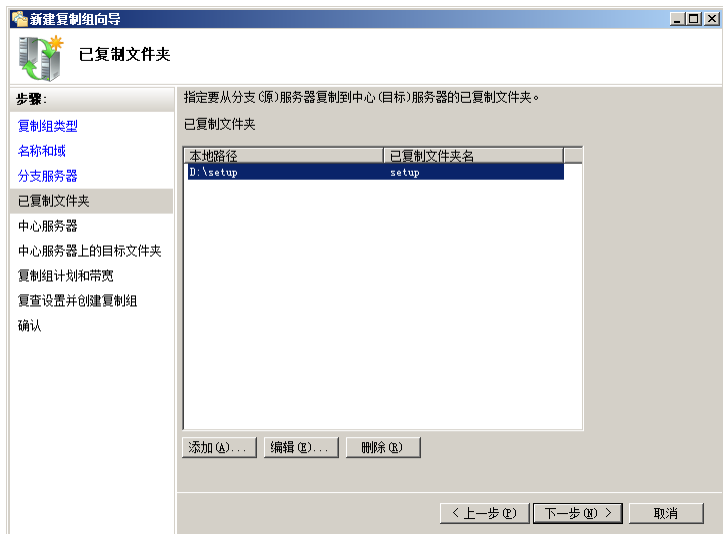 新建复制组向导
已复制文件夹
步骤:
复制组类型
名称和域
分支服务器
已复制文件夹
中心服务器
中心服务器上的目标文件夹
复制组计划和带宽
复查设置并创建复制组
确认
指定要从分支(源)服务器复制到中心(目标)服务器的已复制文件夹。
已复制文件夹
本地路径 已复制文件夹名
D:\setup setup
添加(A)... 编辑(E)... 删除(R)
< 上一步(P) 下一步(N) > 取消